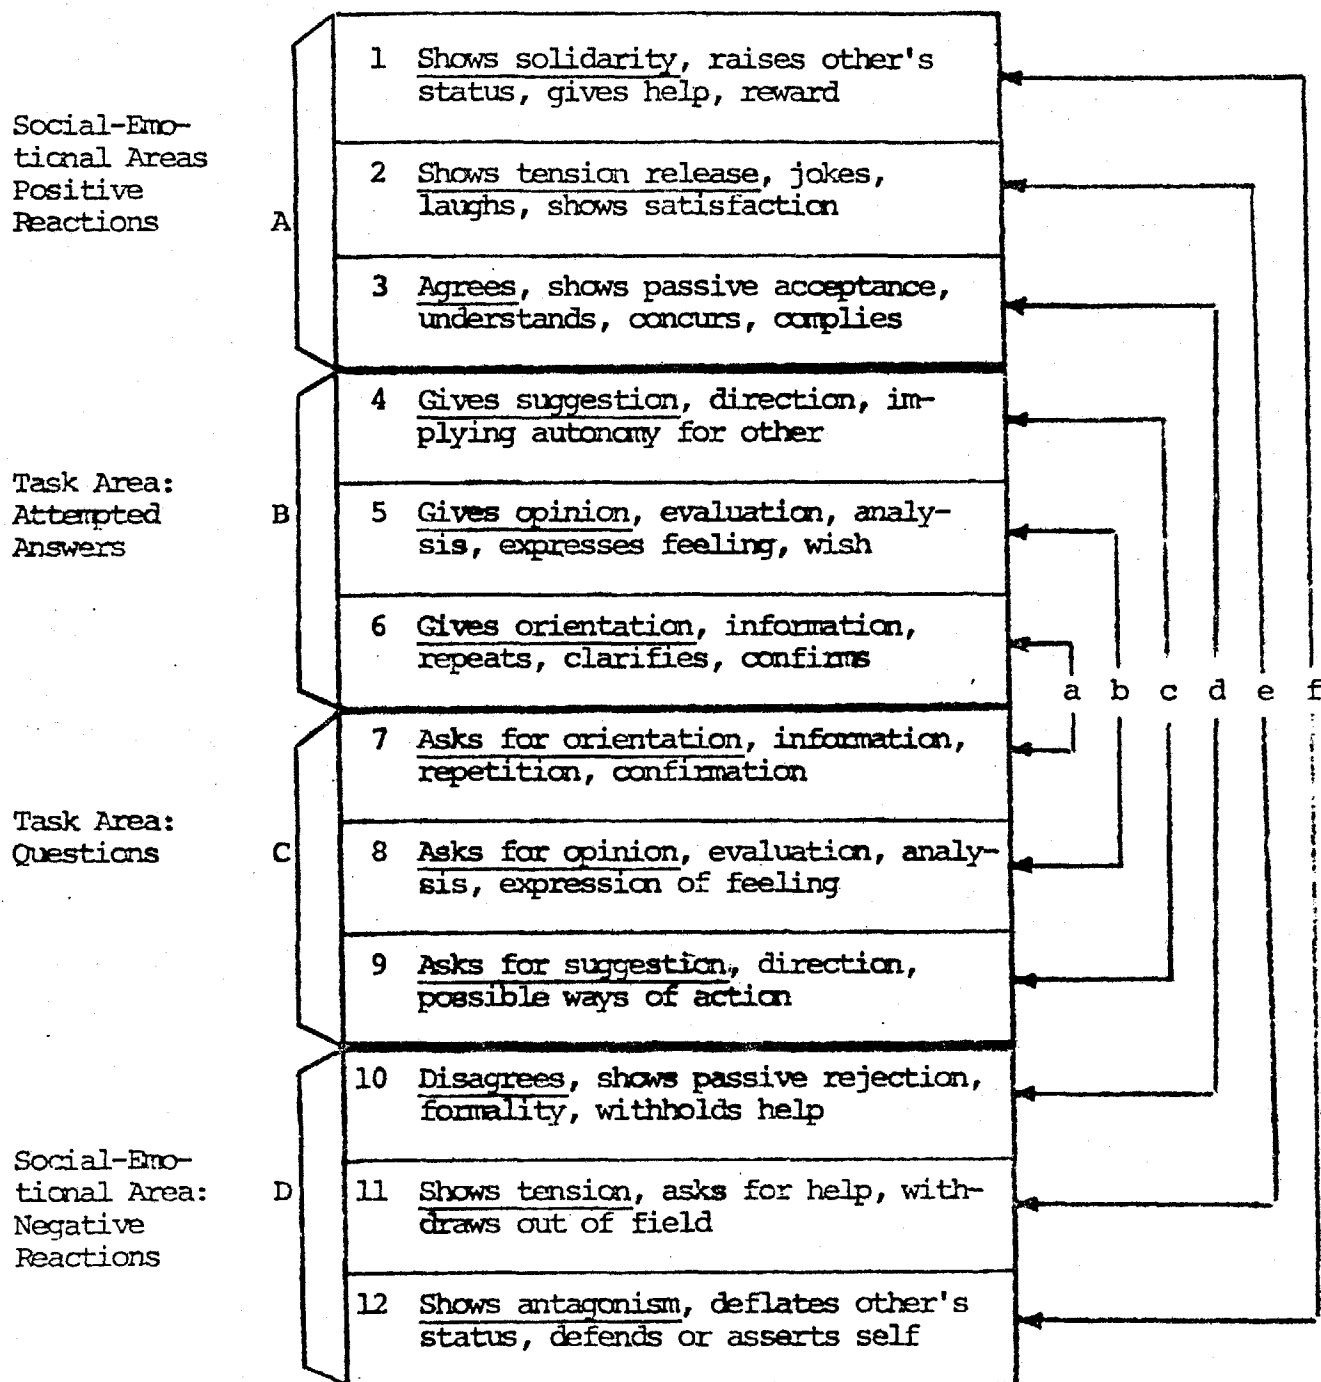 Social-Emo-
tional Areas
Positive
Reactions
A
1 Shows solidarity, raises other's
status, gives help, reward
2 Shows tension release, jokes,
laughs, shows satisfaction
3 Agrees, shows passive acceptance,
understands, concurs, complies
Task Area:
Attempted
Answers
B
4 Gives suggestion, direction, im-
plying autonomy for other
5 Gives opinion, evaluation, analy-
sis, expresses feeling, wish
6 Gives orientation, information,
repeats, clarifies, confirms
a b c d e f
Task Area:
Questions
C
7 Asks for orientation, information,
repetition, confirmation
8 Asks for opinion, evaluation, analy-
sis, expression of feeling
9 Asks for suggestion, direction,
possible ways of action
Social-Emo-
tional Area:
Negative
Reactions
D
10 Disagrees, shows passive rejection,
formality, withholds help
11 Shows tension, asks for help, with-
draws out of field
12 Shows antagonism, deflates other's
status, defends or asserts self